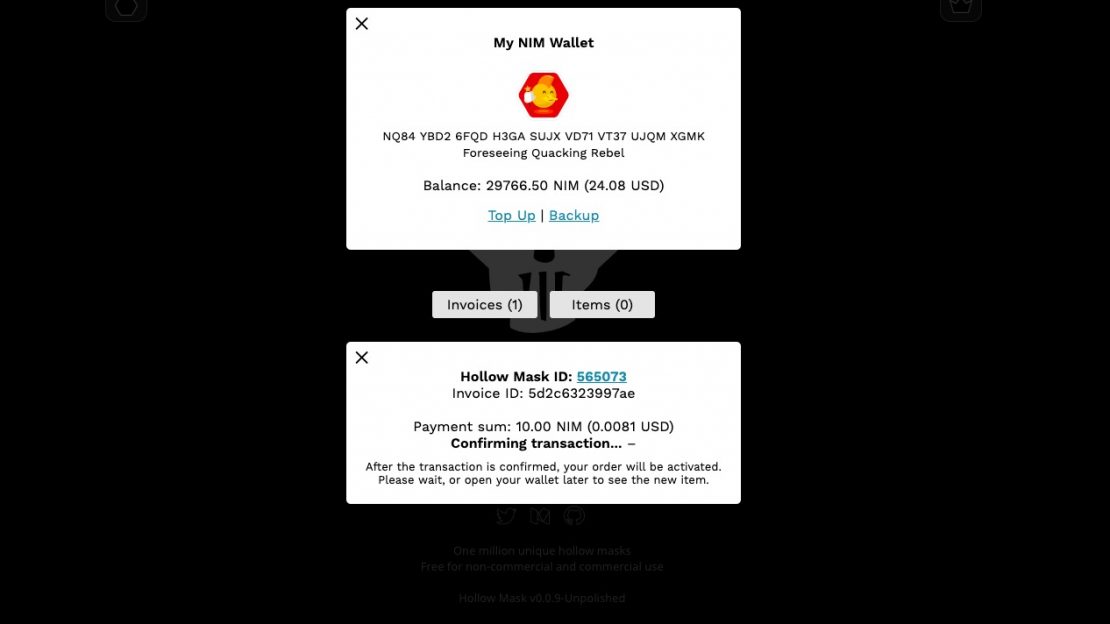 My NIM Wallet
NQ84 YBD2 6FQD H3GA SUJX VD71 VT37 UJQM XGMK
Foreseeing Quacking Rebel
Balance: 29766.50 NIM (24.08 USD)
Top Up | Backup
Invoices (1) Items (0)
Hollow Mask ID: 565073
Invoice ID: 5d2c6323997ae
Payment sum: 10.00 NIM (0.0081 USD)
Confirming transaction... –
After the transaction is confirmed, your order will be activated.
Please wait, or open your wallet later to see the new item.
One million unique hollow masks
Free for non-commercial and commercial use
Hollow Mask v0.0.9-Unpolished